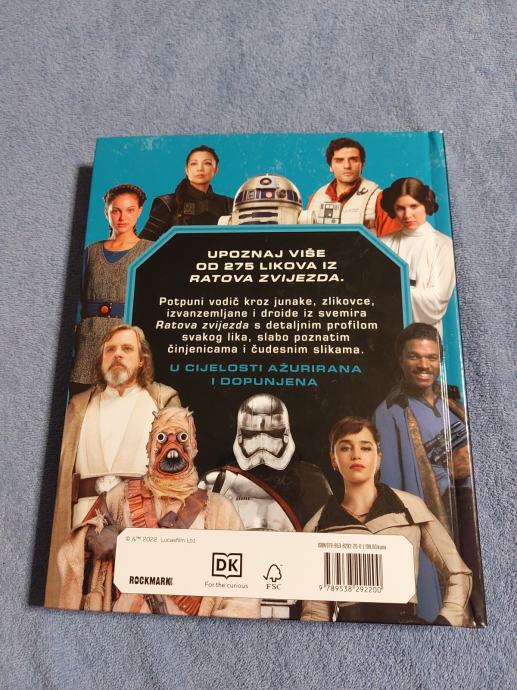 UPOZNAJ VIŠE
OD 275 LIKOVA IZ
RATOVA ZVIJEZDA.
Potpuni vodič kroz junake, zlikovce,
izvanzemljane i droide iz svemira
Ratova zvijezda s detaljnim profilom
svakog lika, slabo poznatim
činjenicama i čudesnim slikama.
U CIJELOSTI AŽURIRANA
I DOPUNJENA
© &™ 2022. Lucasfilm Ltd.
ROCKMARK
DK
For the curious
FSC
9 789538 292200